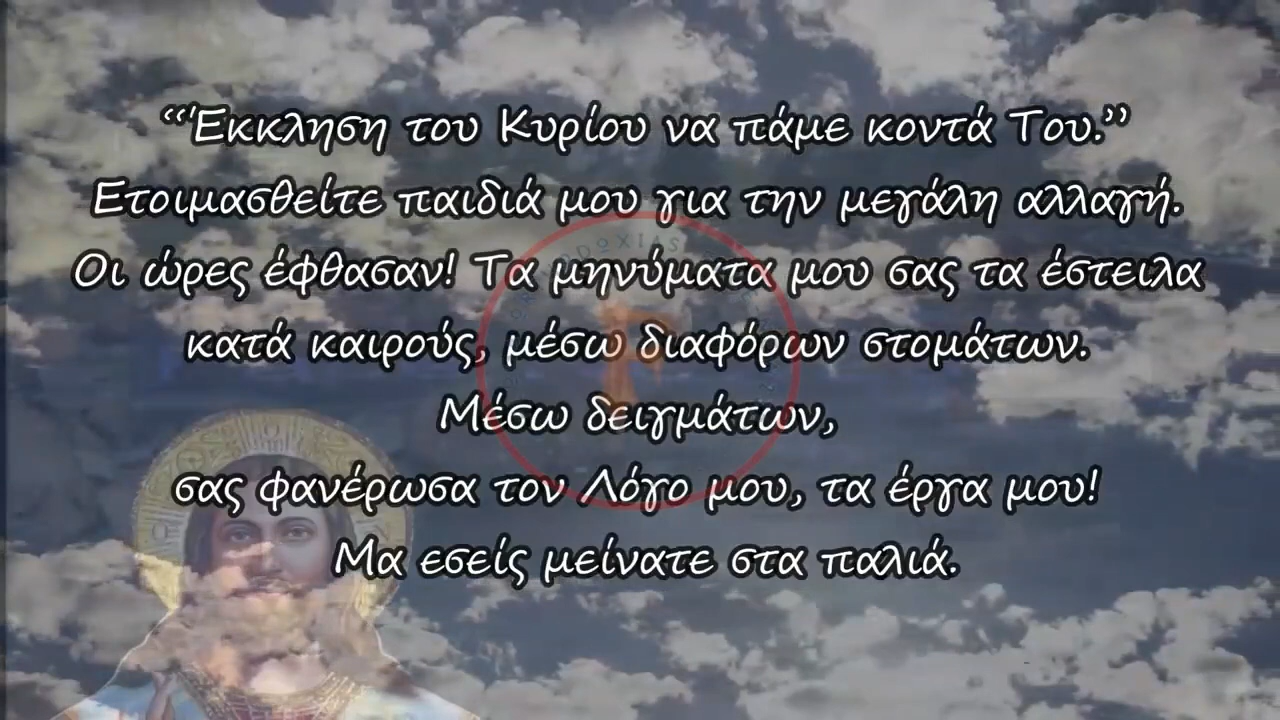 “Έκκληση του Κυρίου να πάμε κοντά Του.”
Ετοιμασθείτε παιδιά μου για την μεγάλη αλλαγή.
Οι ώρες έφθασαν! Τα μηνύματα μου σας τα έστειλα
κατά καιρούς, μέσω διαφόρων στομάτων.
Μέσω δειγμάτων,
σας φανέρωσα τον Λόγο μου, τα έργα μου!
Μα εσείς μείνατε στα παλιά.